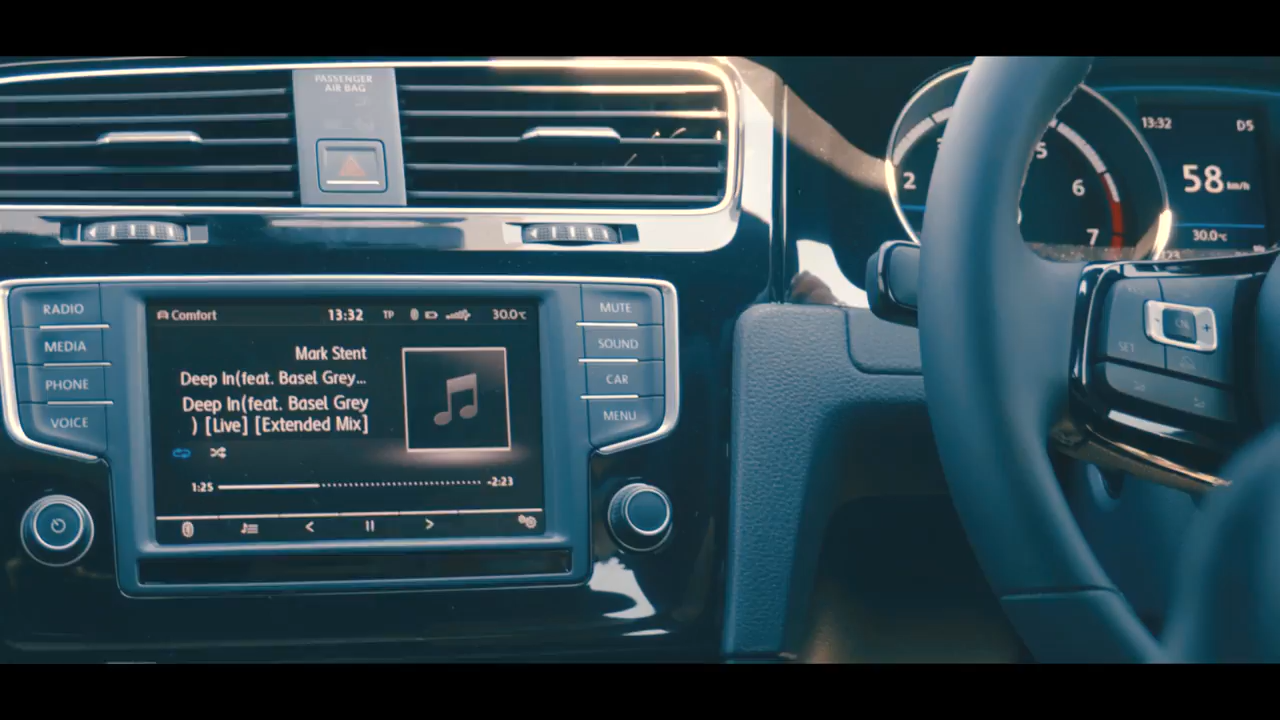 PASSENGER
AIR BAG
RADIO
MEDIA
PHONE
VOICE
Comfort 13:32 TP 30.0°C
Mark Stent
Deep In(feat. Basel Grey...
Deep In(feat. Basel Grey
) [Live] [Extended Mix]
1:25 -2:23
MUTE
SOUND
CAR
MENU
2
5
6
7
13:32 D5
58 km/h
30.0°C
- +
SET